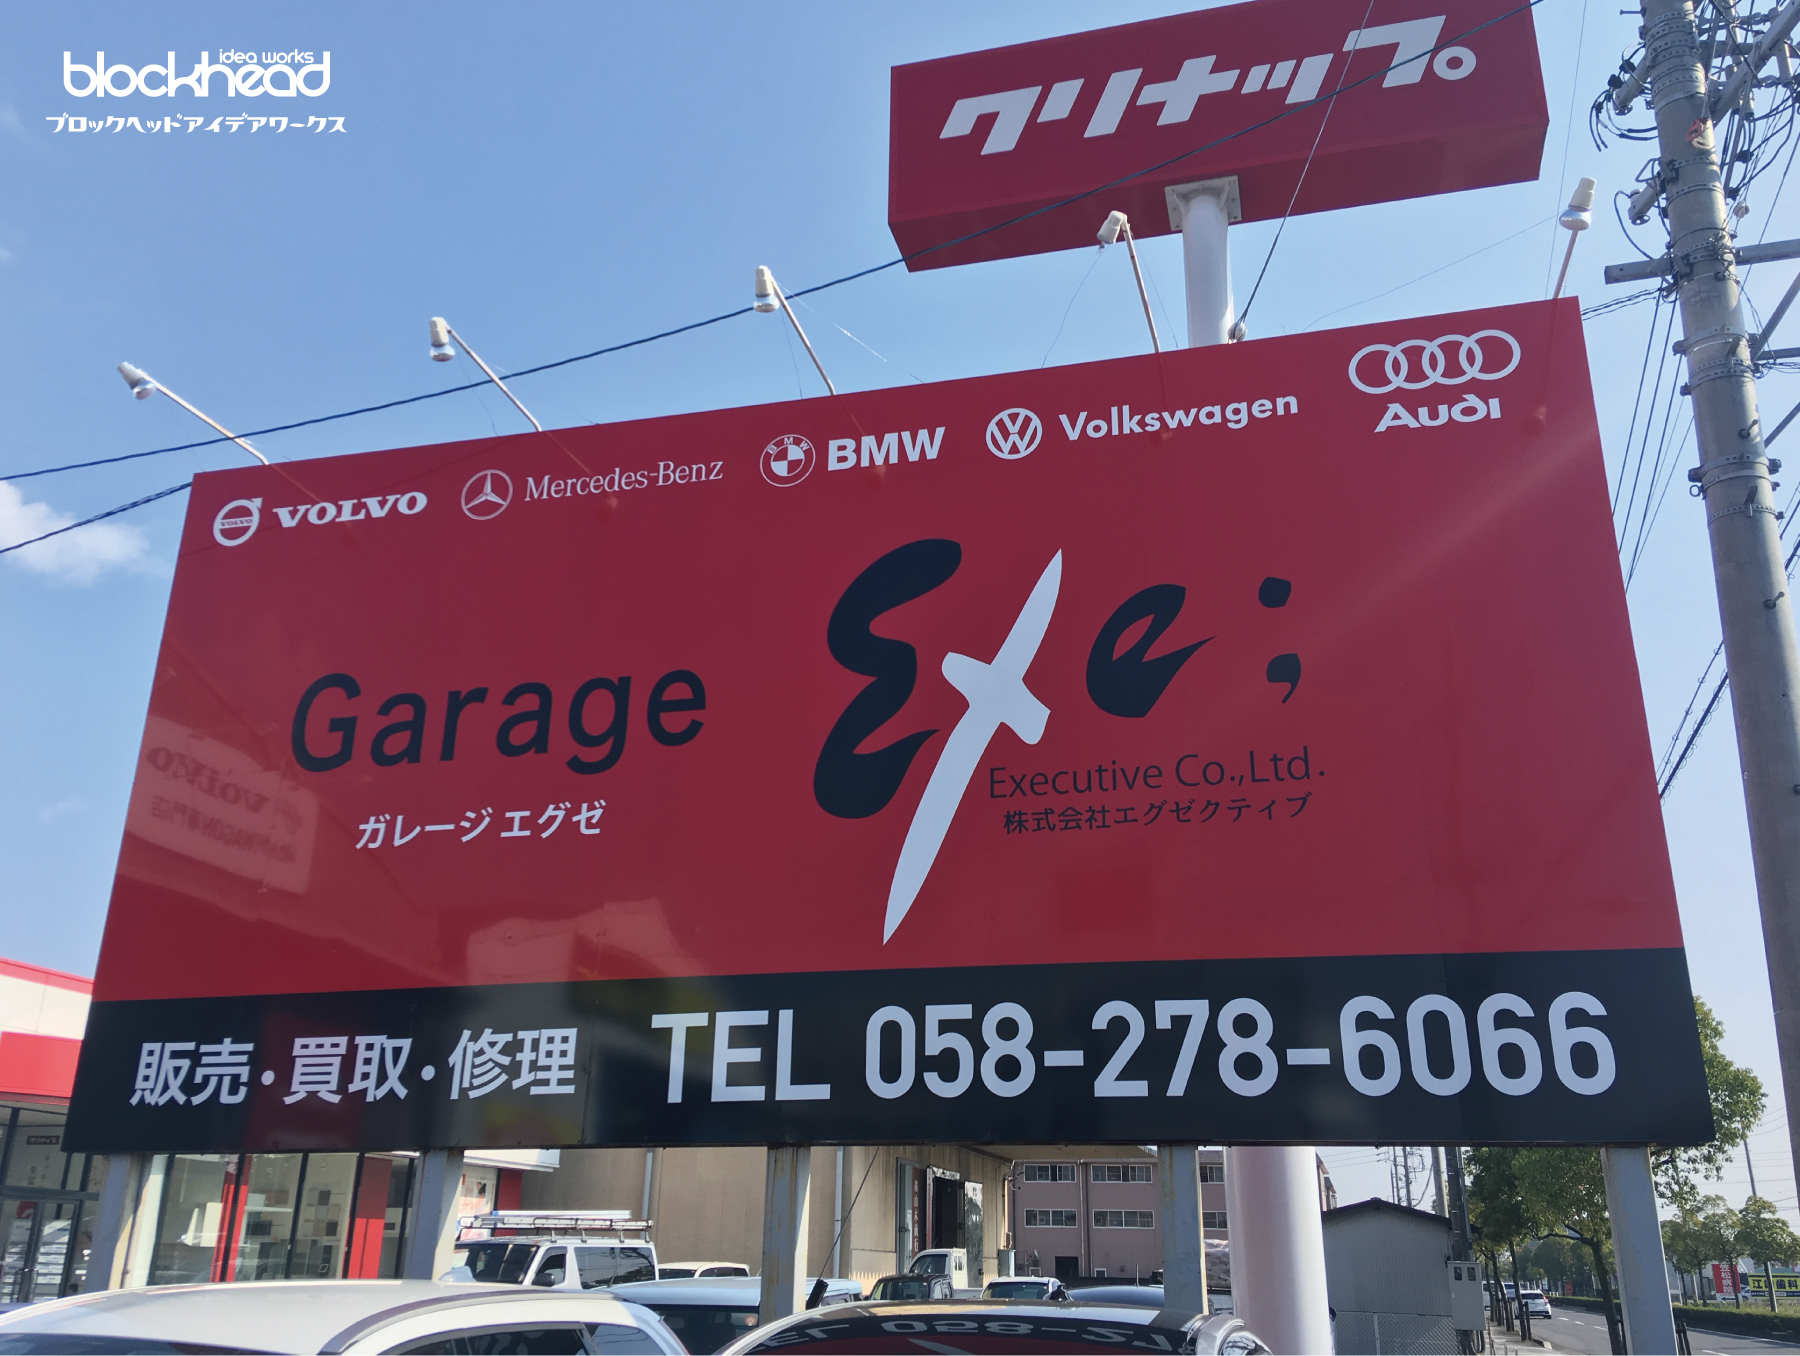 idea works
blockhead
ブロックヘッドアイデアワークス
クリナップ
VOLVO VOLVO
Mercedes-Benz
BMW BMW
Volkswagen
Audi
Garage Exe;
ガレージ エグゼ
Executive Co.,Ltd.
株式会社エグゼクティブ
販売・買取・修理 TEL 058-278-6066